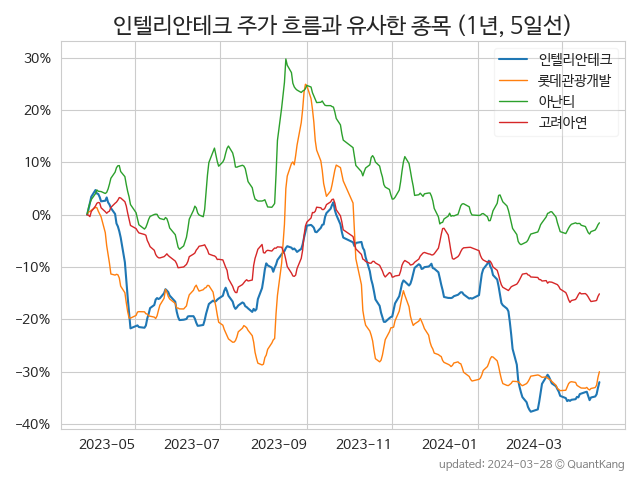 인텔리안테크 주가 흐름과 유사한 종목 (1년, 5일선)
30%
20%
10%
0%
−10%
−20%
−30%
−40%
인텔리안테크
롯데관광개발
아난티
고려아연
2023-05
2023-07
2023-09
2023-11
2024-01
2024-03
updated: 2024-03-28 © QuantKang